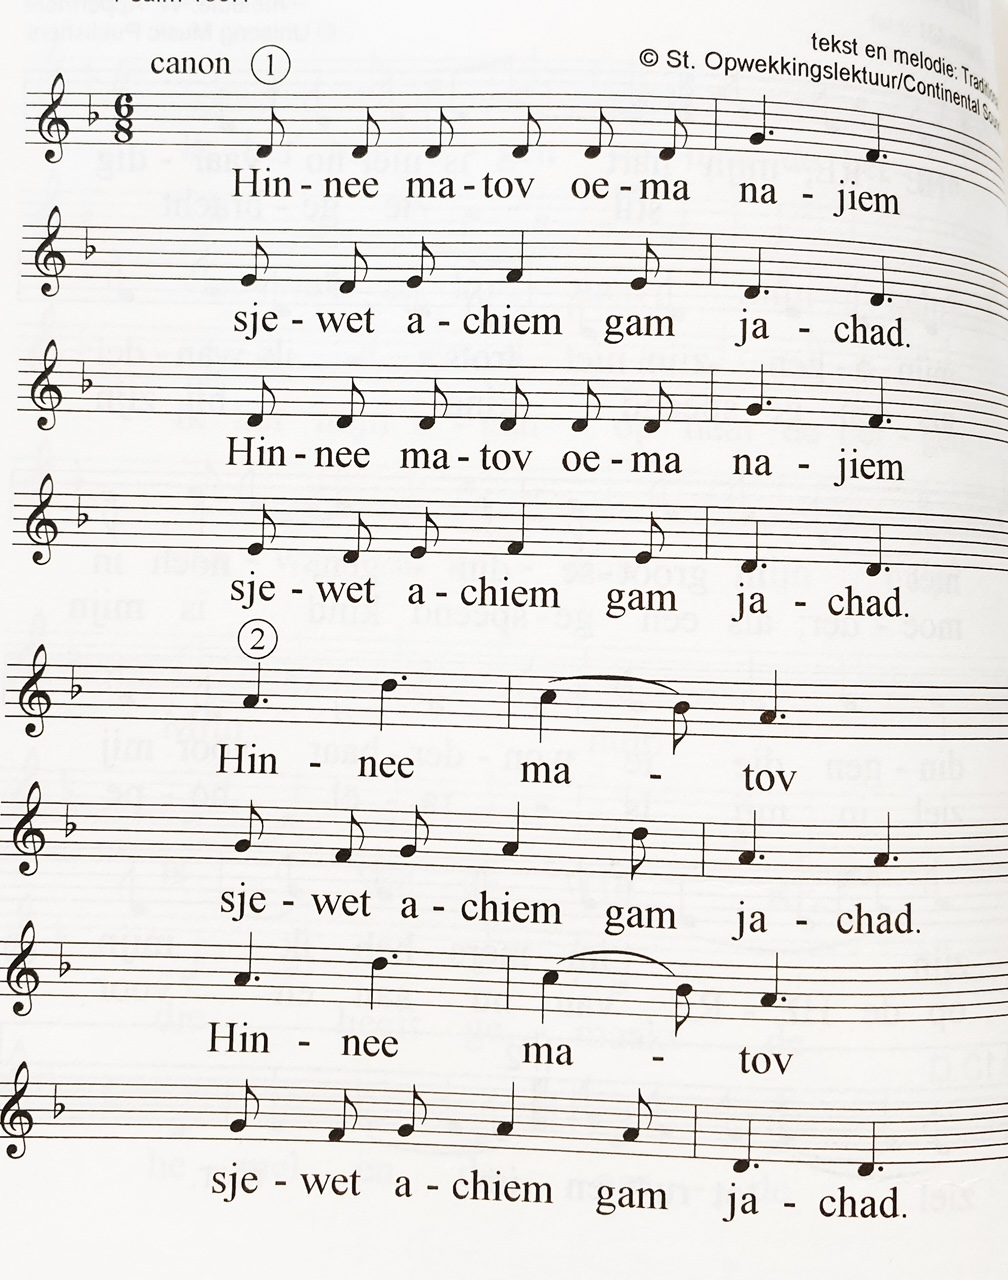 canon 1
tekst en melodie:
© St. Opwekkingslektuur/Continental
6
8
Hin - nee ma - tov oe - ma na - jiem
sje - wet a - chiem gam ja - chad.
Hin - nee ma - tov oe - ma na - jiem
sje - wet a - chiem gam ja - chad.
2
Hin - nee ma - tov
sje - wet a - chiem gam ja - chad.
Hin - nee ma - tov
sje - wet a - chiem gam ja - chad.